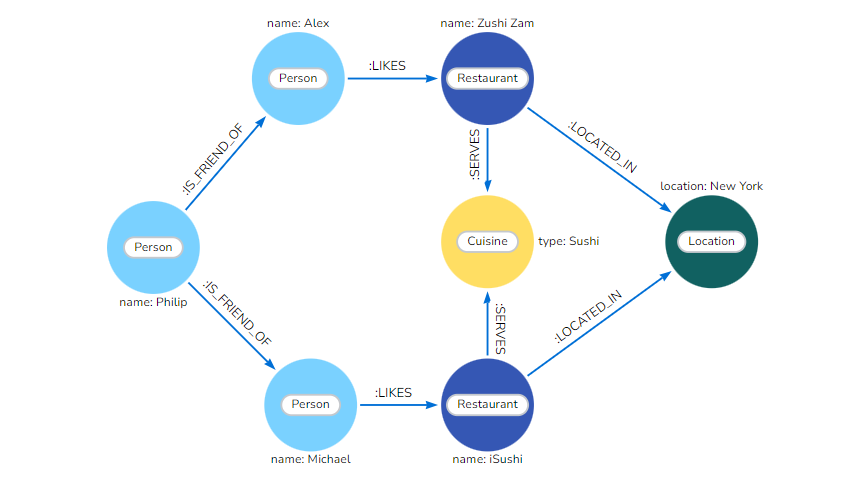 name: Alex
name: Zushi Zam
Person
:LIKES
Restaurant
:IS_FRIEND_OF
:SERVES
:LOCATED_IN
location: New York
Person
Cuisine
type: Sushi
Location
name: Philip
:IS_FRIEND_OF
:SERVES
:LOCATED_IN
Person
:LIKES
Restaurant
name: Michael
name: iSushi